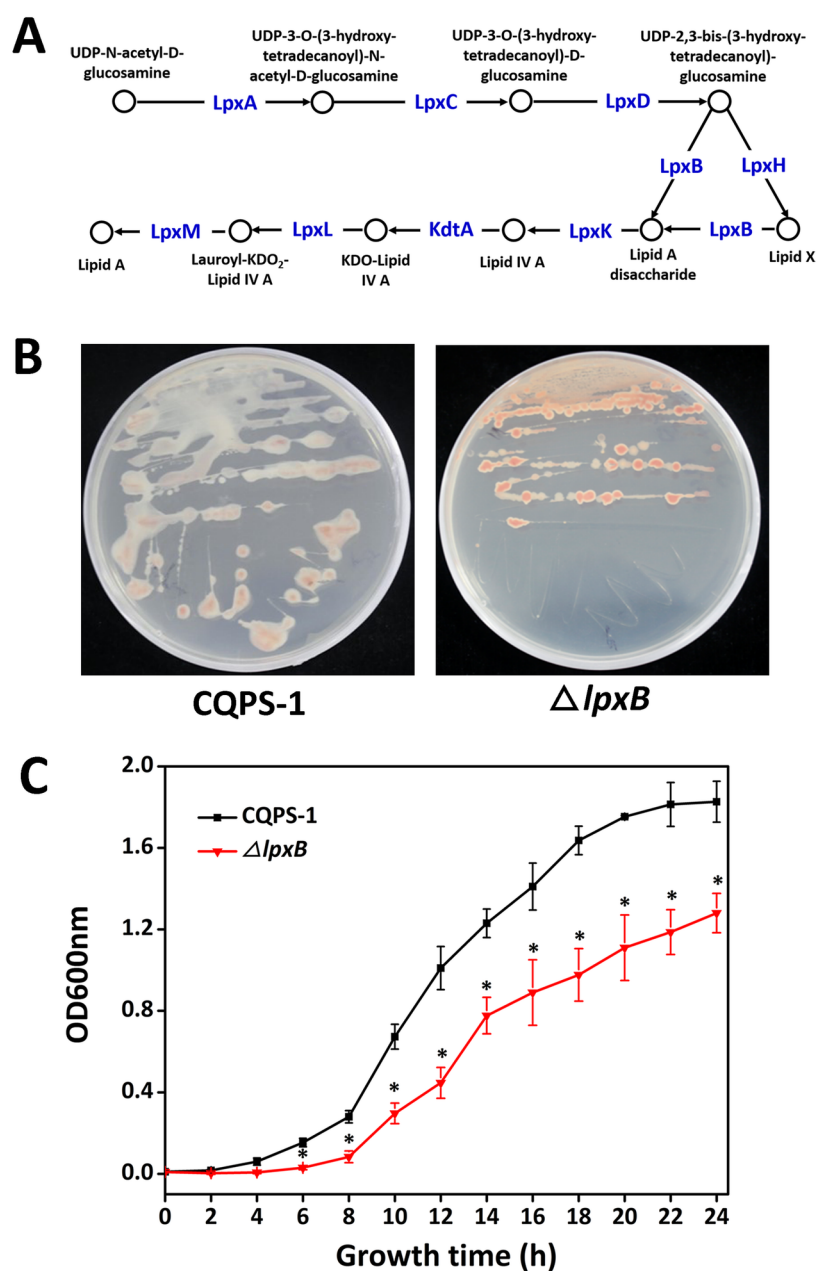 A
UDP-N-acetyl-D-
glucosamine
UDP-3-O-(3-hydroxy-
tetradecanoyl)-N-
acetyl-D-glucosamine
UDP-3-O-(3-hydroxy-
tetradecanoyl)-D-
glucosamine
UDP-2,3-bis-(3-hydroxy-
tetradecanoyl)-
glucosamine
LpxA
LpxC
LpxD
LpxB
LpxH
LpxM
LpxL
KdtA
LpxK
LpxB
Lipid A
Lauroyl-KDO₂-
Lipid IV A
KDO-Lipid
IV A
Lipid IV A
Lipid A
disaccharide
Lipid X
B
CQPS-1
△lpxB
C
2.0
1.6
1.2
0.8
0.4
0.0
OD600nm
CQPS-1
△lpxB
* * * * * * * * * *
0 2 4 6 8 10 12 14 16 18 20 22 24
Growth time (h)